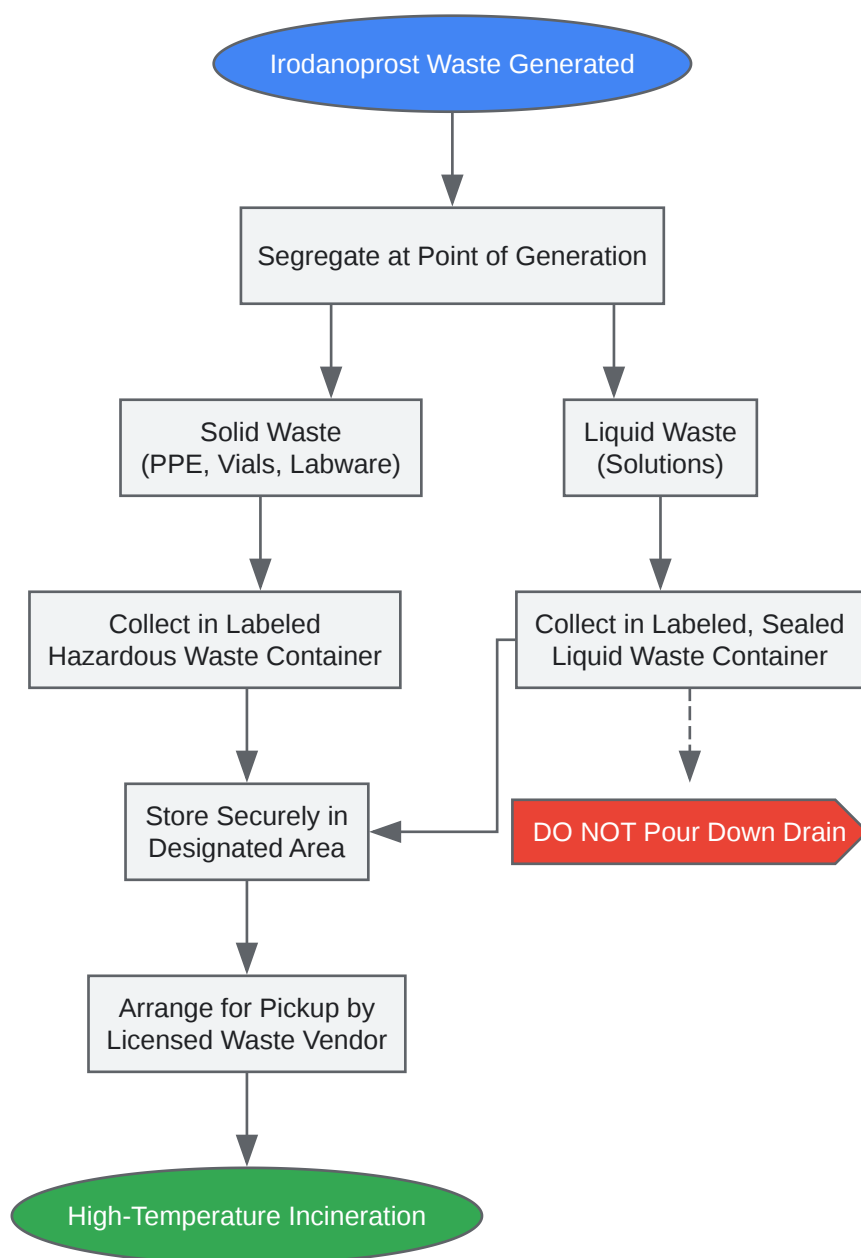 Irodanoprost Waste Generated
Segregate at Point of Generation
Solid Waste
(PPE, Vials, Labware)
Liquid Waste
(Solutions)
Collect in Labeled
Hazardous Waste Container
Collect in Labeled, Sealed
Liquid Waste Container
Store Securely in
Designated Area
DO NOT Pour Down Drain
Arrange for Pickup by
Licensed Waste Vendor
High-Temperature Incineration